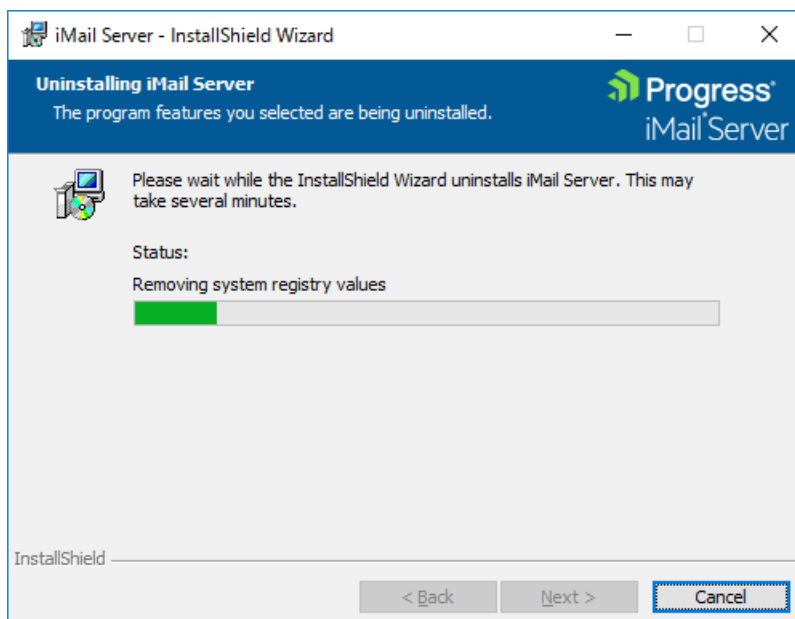 iMail Server - InstallShield Wizard
Uninstalling iMail Server
The program features you selected are being uninstalled.
Progress®
iMail® Server
Please wait while the InstallShield Wizard uninstalls iMail Server. This may
take several minutes.
Status:
Removing system registry values
InstallShield
< Back
Next >
Cancel